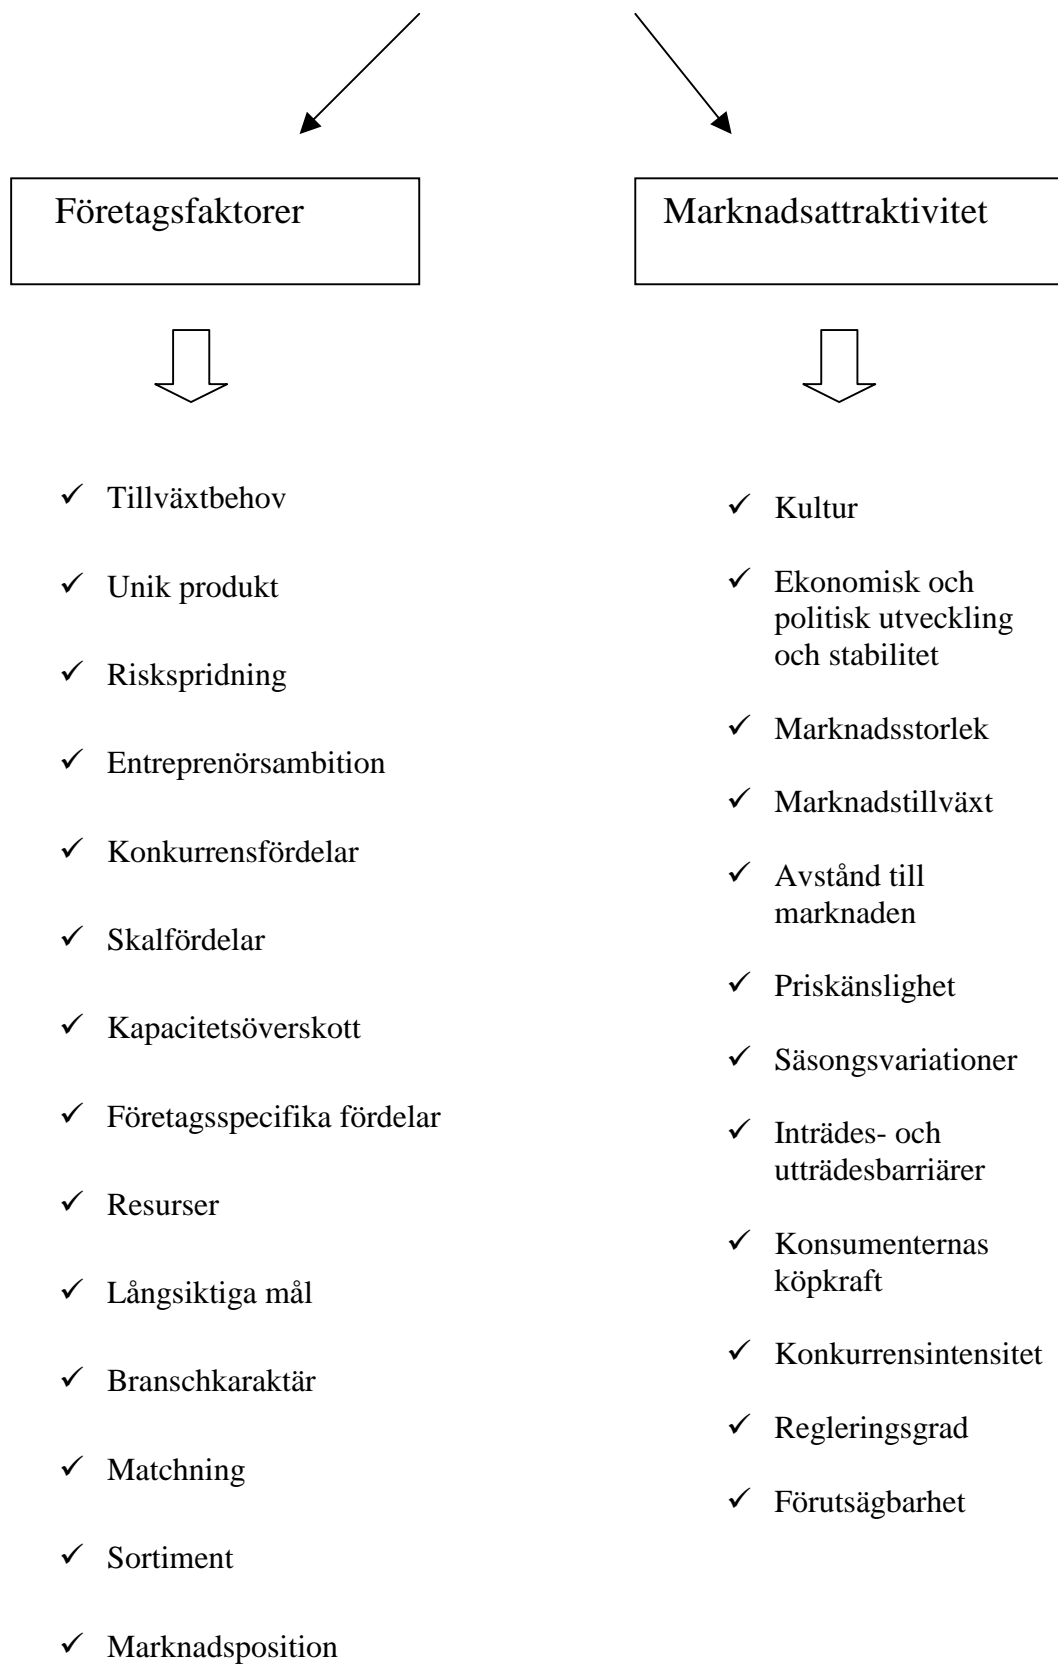 Företagsfaktorer
✓ Tillväxtbehov
✓ Unik produkt
✓ Riskspridning
✓ Entreprenörsambition
✓ Konkurrensfördelar
✓ Skalfördelar
✓ Kapacitetsöverskott
✓ Företagsspecifika fördelar
✓ Resurser
✓ Långsiktiga mål
✓ Branschkaraktär
✓ Matchning
✓ Sortiment
✓ Marknadsposition
Marknadsattraktivitet
✓ Kultur
✓ Ekonomisk och
politisk utveckling
och stabilitet
✓ Marknadsstorlek
✓ Marknadstillväxt
✓ Avstånd till
marknaden
✓ Priskänslighet
✓ Säsongsvariationer
✓ Inträdes- och
utträdesbarriärer
✓ Konsumenternas
köpkraft
✓ Konkurrensintensitet
✓ Regleringsgrad
✓ Förutsägbarhet